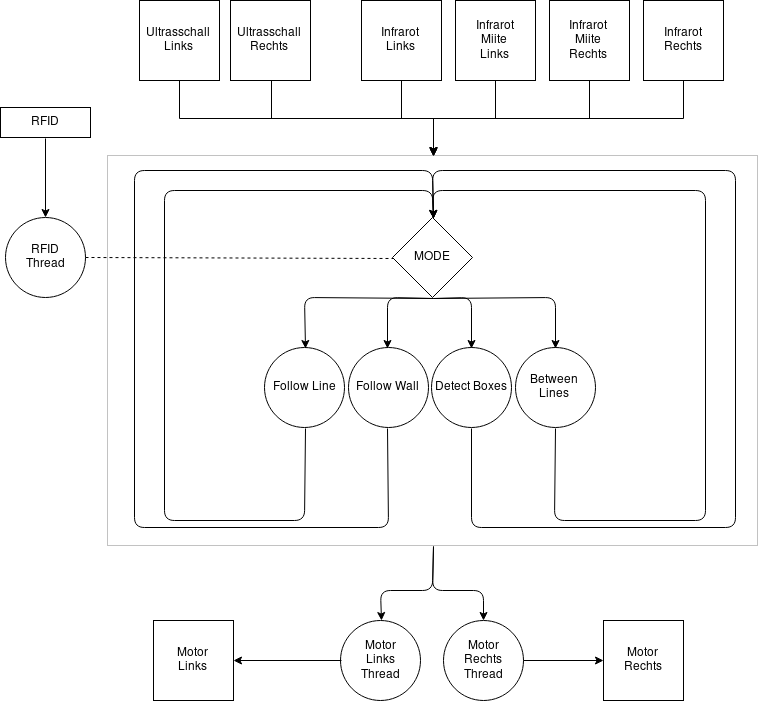 Ultrasschall
Links
Ultrasschall
Rechts
Infrarot
Links
Infrarot
Miite
Links
Infrarot
Miite
Rechts
Infrarot
Rechts
RFID
RFID
Thread
MODE
Follow Line
Follow Wall
Detect Boxes
Between
Lines
Motor
Links
Motor
Links
Thread
Motor
Rechts
Thread
Motor
Rechts